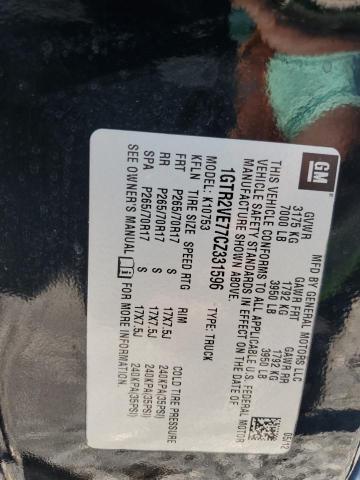 GM
MFD BY GENERAL MOTORS LLC
05/12
GVWR GAWR FRT GAWR RR
3175 KG 1792 KG 1792 KG
7000 LB 3950 LB 3950 LB
THIS VEHICLE CONFORMS TO ALL APPLICABLE U.S. FEDERAL MOTOR
VEHICLE SAFETY STANDARDS IN EFFECT ON THE DATE OF
MANUFACTURE SHOWN ABOVE.
1GTR2VE77CZ331596 TYPE: TRUCK
MODEL: K10753
KFLN TIRE SIZE SPEED RTG RIM COLD TIRE PRESSURE
FRT P265/70R17 S 17X7.5J 240KPA(35PSI)
RR P265/70R17 S 17X7.5J 240KPA(35PSI)
SPA P265/70R17 S 17X7.5J 240KPA(35PSI)
SEE OWNER'S MANUAL FOR MORE INFORMATION.